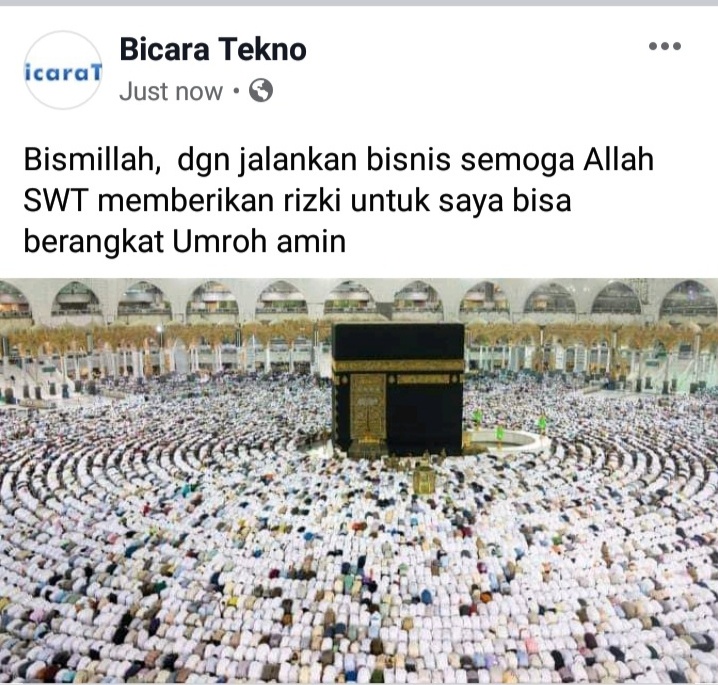 icaraT
Bicara Tekno
Just now
Bismillah, dgn jalankan bisnis semoga Allah
SWT memberikan rizki untuk saya bisa
berangkat Umroh amin